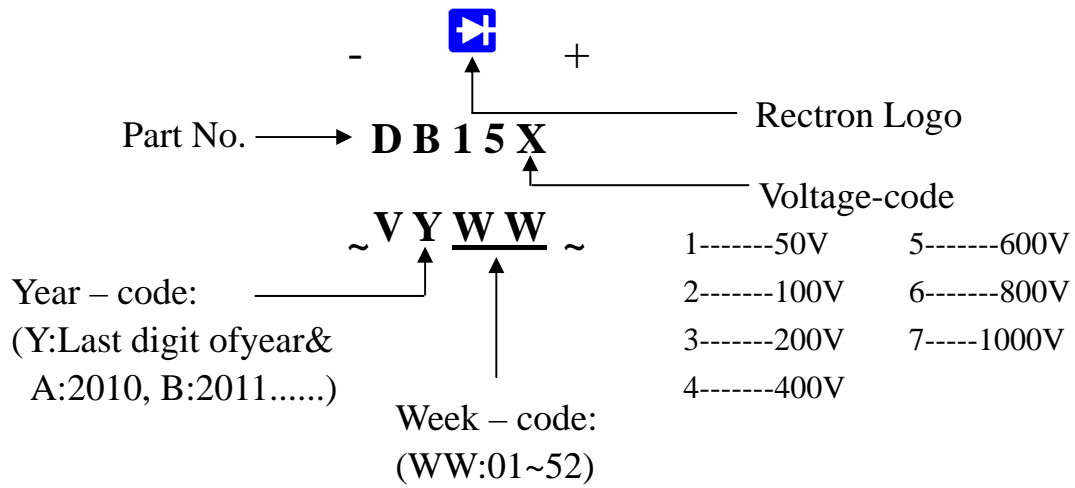 - +
Rectron Logo
Part No. D B 1 5 X
Voltage-code
~ V Y W W ~
1-------50V 5-------600V
2-------100V 6-------800V
3-------200V 7-----1000V
4-------400V
Year – code:
(Y:Last digit ofyear&
A:2010, B:2011......)
Week – code:
(WW:01~52)